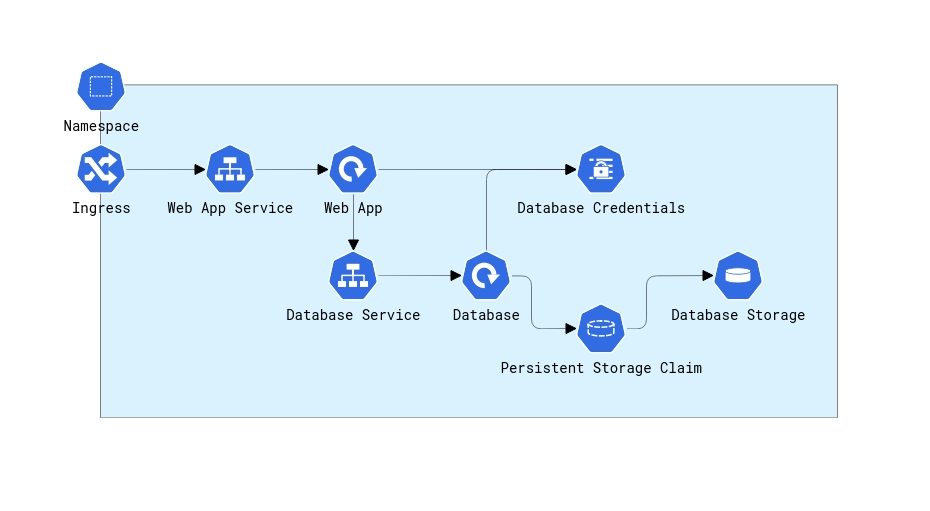 Namespace
Ingress
Web App Service
Web App
Database Credentials
Database Service
Database
Database Storage
Persistent Storage Claim